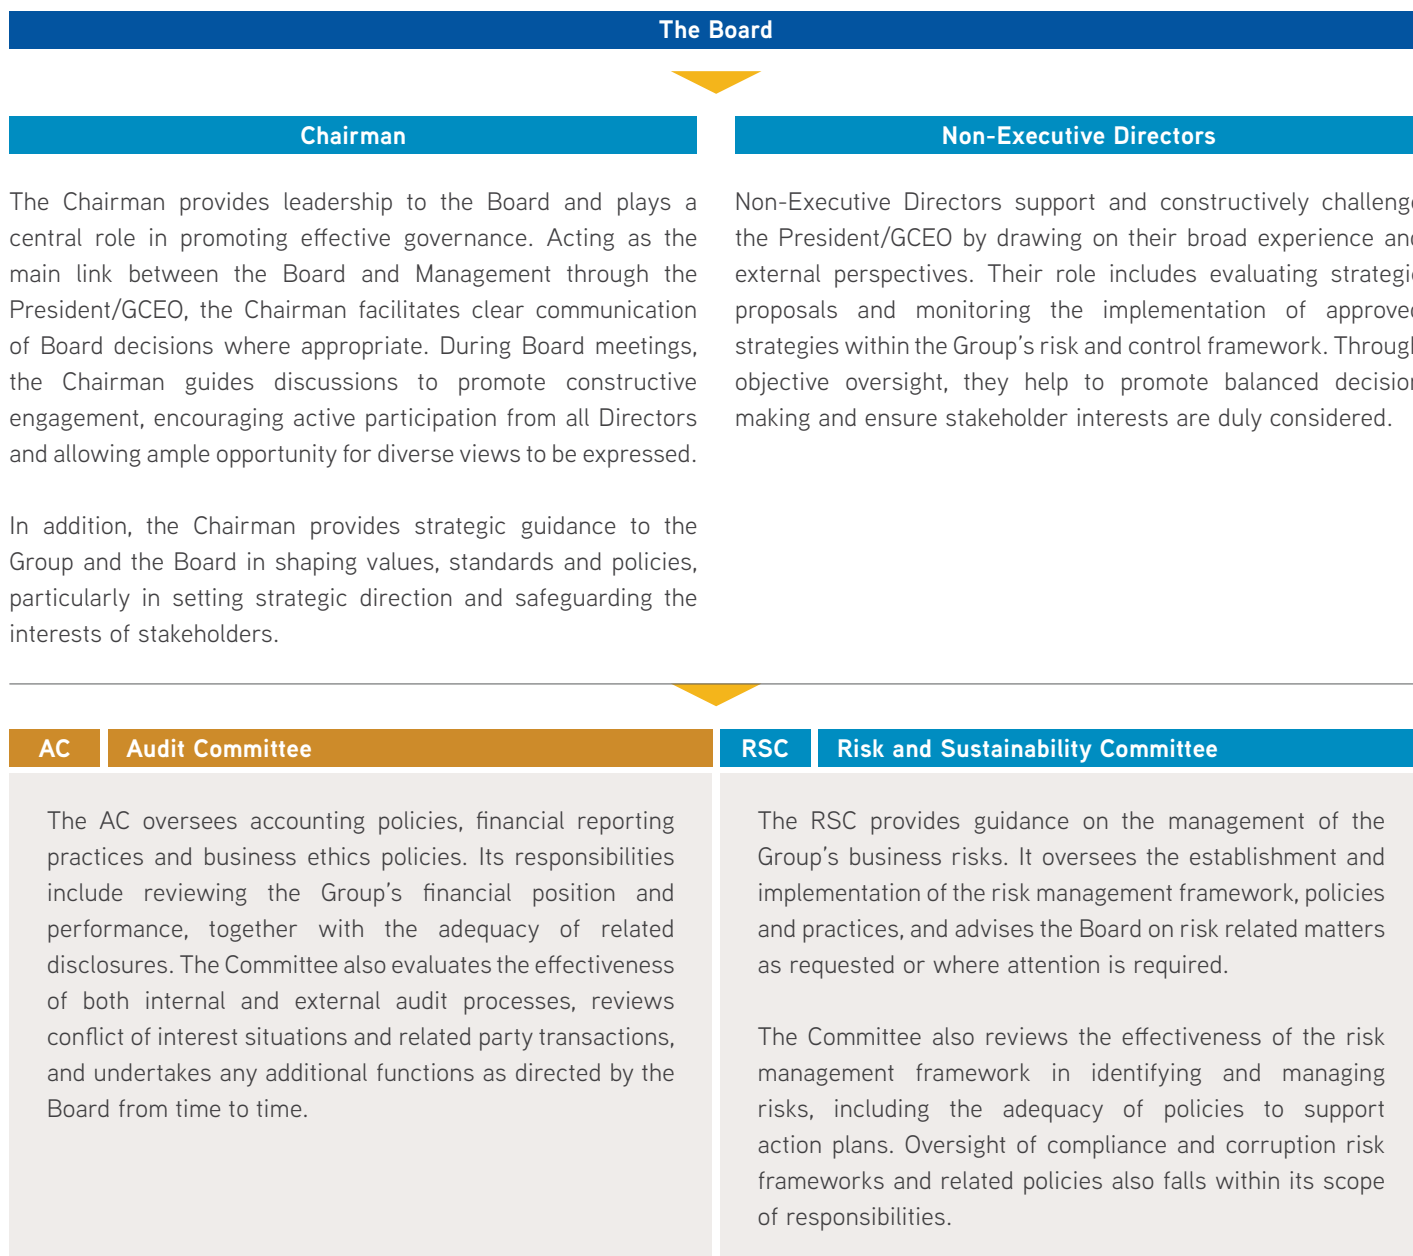 The Board
Chairman
The Chairman provides leadership to the Board and plays a
central role in promoting effective governance. Acting as the
main link between the Board and Management through the
President/GCEO, the Chairman facilitates clear communication
of Board decisions where appropriate. During Board meetings,
the Chairman guides discussions to promote constructive
engagement, encouraging active participation from all Directors
and allowing ample opportunity for diverse views to be expressed.
In addition, the Chairman provides strategic guidance to the
Group and the Board in shaping values, standards and policies,
particularly in setting strategic direction and safeguarding the
interests of stakeholders.
Non-Executive Directors
Non-Executive Directors support and constructively challenge
the President/GCEO by drawing on their broad experience and
external perspectives. Their role includes evaluating strategic
proposals and monitoring the implementation of approved
strategies within the Group’s risk and control framework. Through
objective oversight, they help to promote balanced decision
making and ensure stakeholder interests are duly considered.
AC
Audit Committee
The AC oversees accounting policies, financial reporting
practices and business ethics policies. Its responsibilities
include reviewing the Group’s financial position and
performance, together with the adequacy of related
disclosures. The Committee also evaluates the effectiveness
of both internal and external audit processes, reviews
conflict of interest situations and related party transactions,
and undertakes any additional functions as directed by the
Board from time to time.
RSC
Risk and Sustainability Committee
The RSC provides guidance on the management of the
Group’s business risks. It oversees the establishment and
implementation of the risk management framework, policies
and practices, and advises the Board on risk related matters
as requested or where attention is required.
The Committee also reviews the effectiveness of the risk
management framework in identifying and managing
risks, including the adequacy of policies to support
action plans. Oversight of compliance and corruption risk
frameworks and related policies also falls within its scope
of responsibilities.